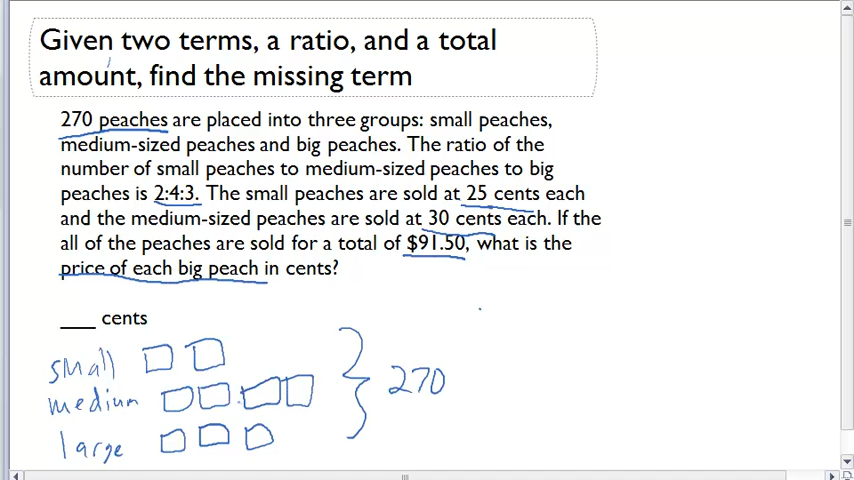 Given two terms, a ratio, and a total
amount, find the missing term
270 peaches are placed into three groups: small peaches,
medium-sized peaches and big peaches. The ratio of the
number of small peaches to medium-sized peaches to big
peaches is 2:4:3. The small peaches are sold at 25 cents each
and the medium-sized peaches are sold at 30 cents each. If the
all of the peaches are sold for a total of $91.50, what is the
price of each big peach in cents?
___ cents
small
medium
270
large